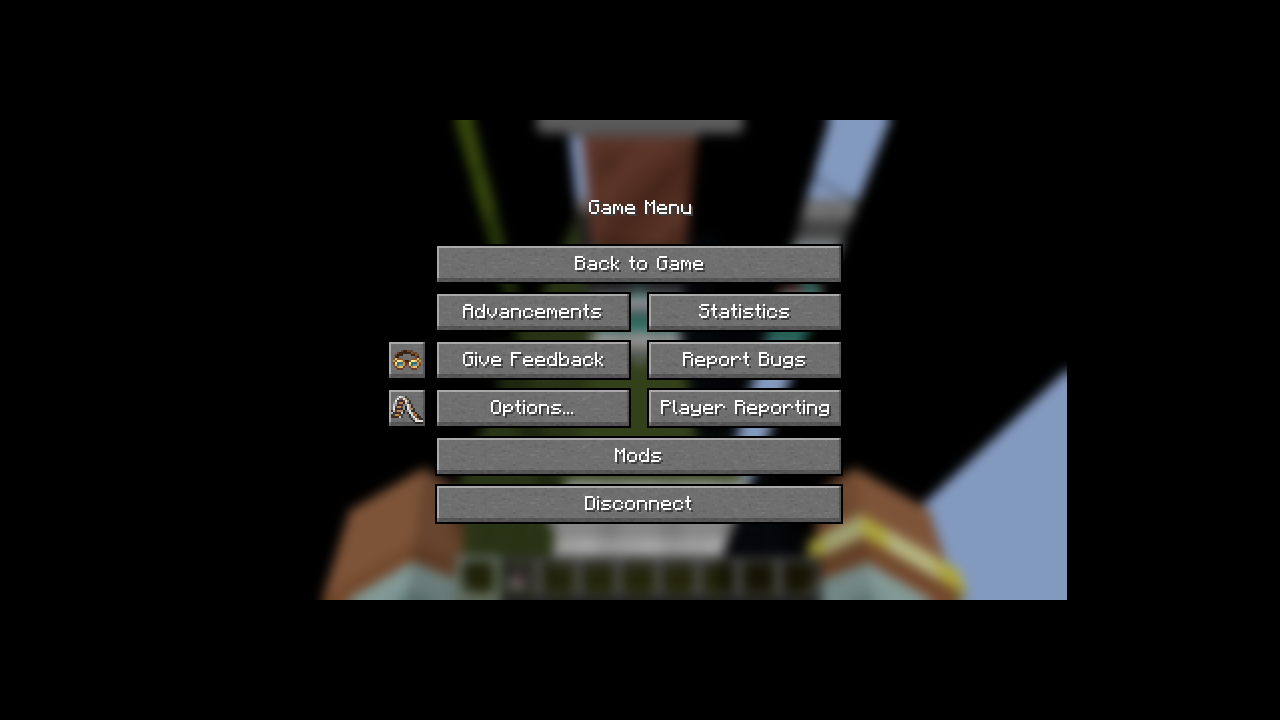 Game Menu
Back to Game
Advancements
Statistics
Give Feedback
Report Bugs
Options...
Player Reporting
Mods
Disconnect